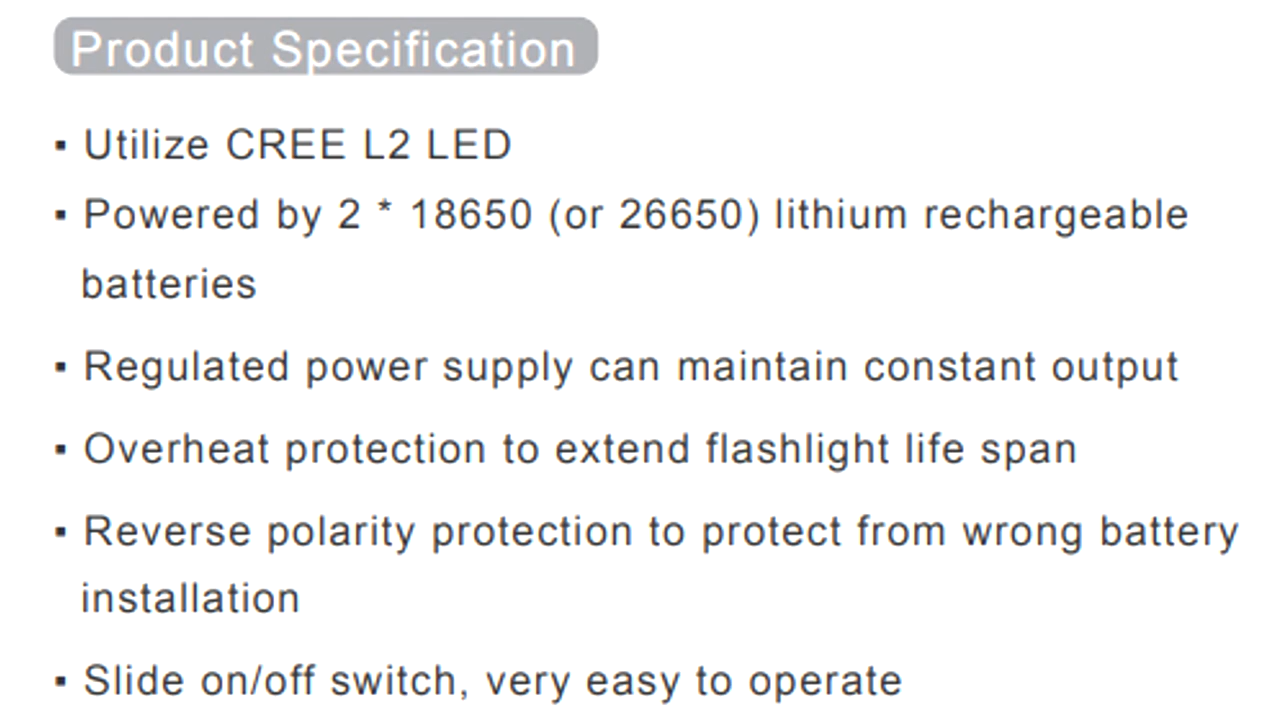 Product Specification
▪ Utilize CREE L2 LED
▪ Powered by 2 * 18650 (or 26650) lithium rechargeable
batteries
▪ Regulated power supply can maintain constant output
▪ Overheat protection to extend flashlight life span
▪ Reverse polarity protection to protect from wrong battery
installation
▪ Slide on/off switch, very easy to operate